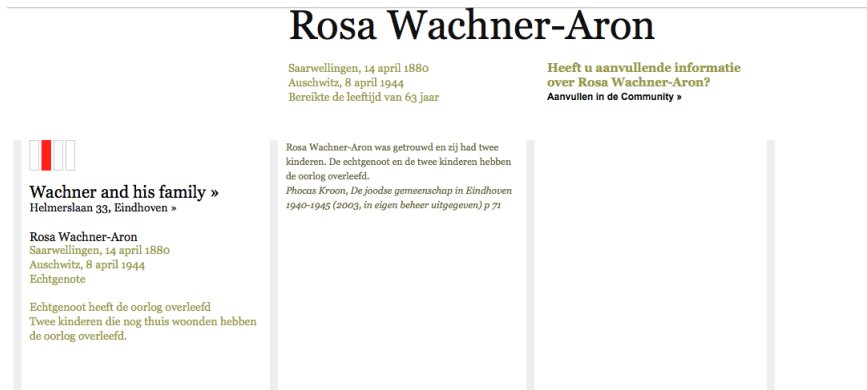 Rosa Wachner-Aron
Saarwellingen, 14 april 1880
Auschwitz, 8 april 1944
Bereikte de leeftijd van 63 jaar
Heeft u aanvullende informatie
over Rosa Wachner-Aron?
Aanvullen in de Community »
Wachner and his family »
Helmerslaan 33, Eindhoven »
Rosa Wachner-Aron
Saarwellingen, 14 april 1880
Auschwitz, 8 april 1944
Echtgenote
Echtgenoot heeft de oorlog overleefd
Twee kinderen die nog thuis woonden hebben
de oorlog overleefd.
Rosa Wachner-Aron was getrouwd en zij had twee
kinderen. De echtgenoot en de twee kinderen hebben
de oorlog overleefd.
Phocas Kroon, De joodse gemeenschap in Eindhoven
1940-1945 (2003, in eigen beheer uitgegeven) p 71